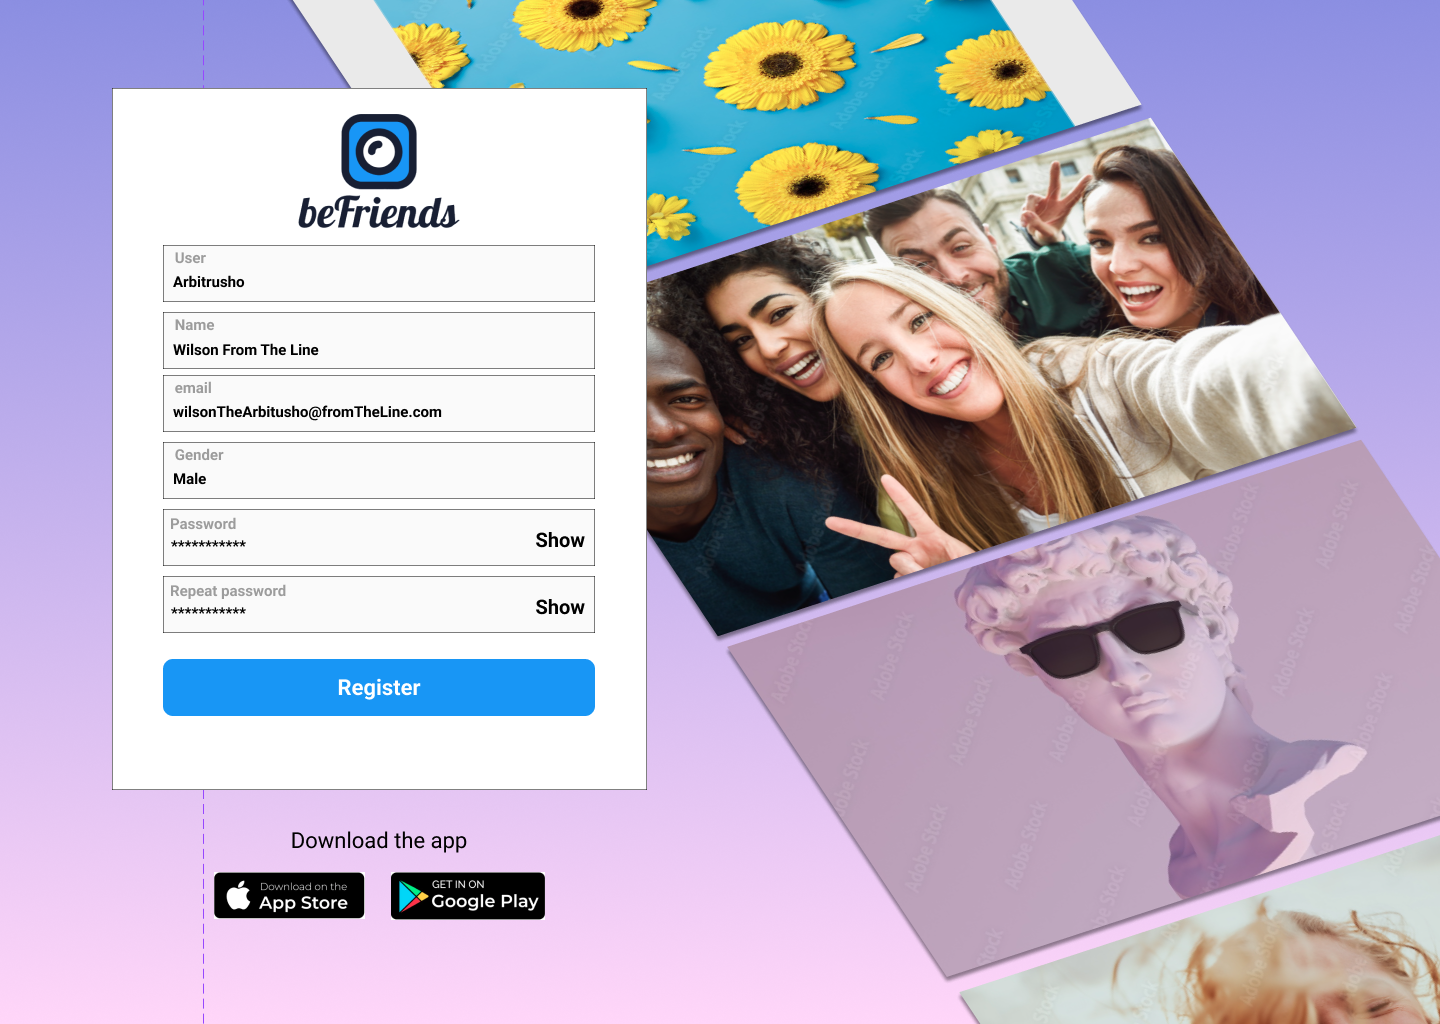 beFriends
User
Arbitrusho
Name
Wilson From The Line
email
wilsonTheArbitusho@fromTheLine.com
Gender
Male
Password
***********
Show
Repeat password
***********
Show
Register
Download the app
Download on the
App Store
GET IN ON
Google Play
Adobe Stock